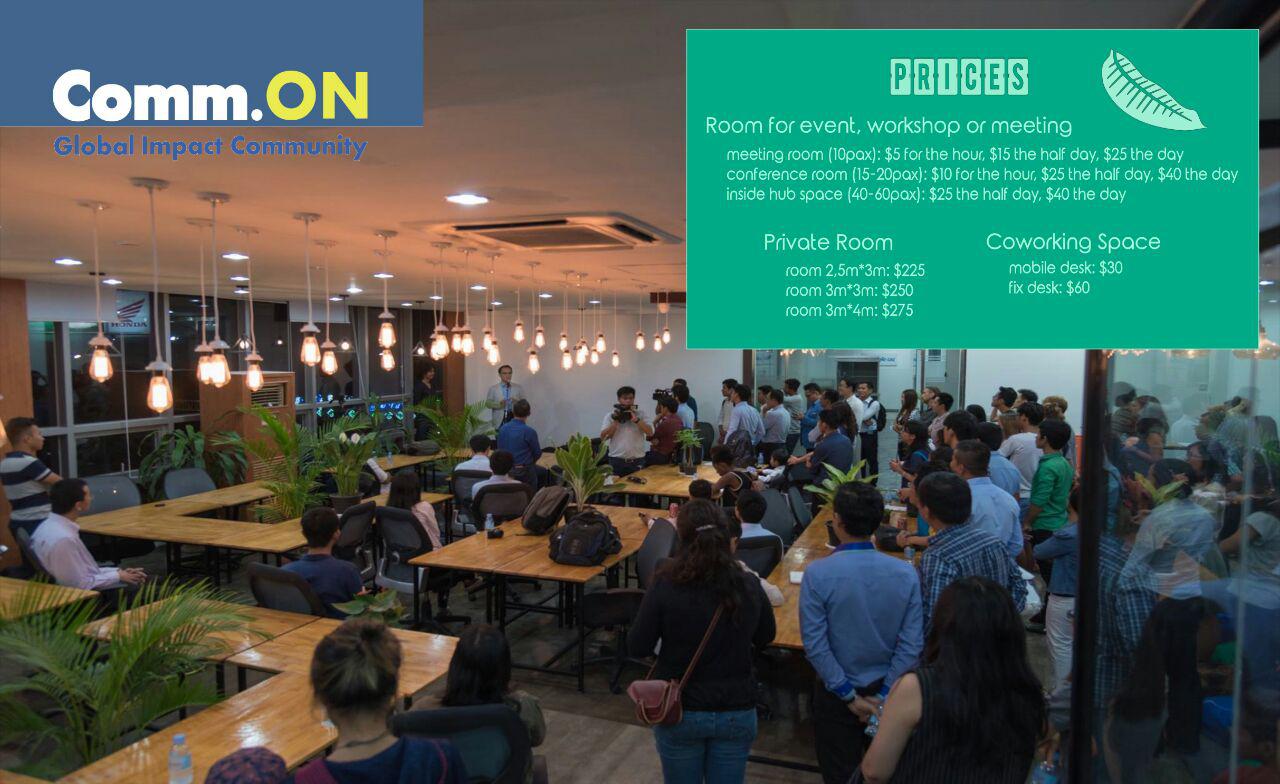 Comm.ON
Global Impact Community
PRICES
Room for event, workshop or meeting
meeting room (10pax): $5 for the hour, $15 the half day, $25 the day
conference room (15-20pax): $10 for the hour, $25 the half day, $40 the day
inside hub space (40-60pax): $25 the half day, $40 the day
Private Room
room 2,5m*3m: $225
room 3m*3m: $250
room 3m*4m: $275
Coworking Space
mobile desk: $30
fix desk: $60
HONDA